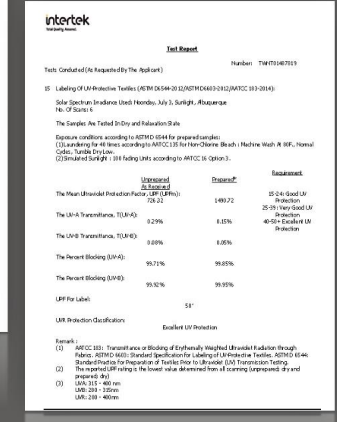 intertek
Total Quality. Assured.
Test Report
Number: TWNT01487019
Tests Conducted (As Requested By The Applicant)
15 Labeling Of UV-Protective Textiles (ASTM D6544-2012/ASTM D6603-2012/AATCC 183-2014):
Solar Spectrum Irradiance Used: Noonday, July 3, Sunlight, Albuquerque
No. Of Scans: 6
The Samples Are Tested In Dry and Relaxation State
Exposure conditions according to ASTM D 6544 for prepared samples:
(1)Laundering for 40 times according to AATCC 135 for Non-Chlorine Bleach : Machine Wash At 80F., Normal
Cycles, Tumble Dry Low.
(2)Simulated Sunlight : 100 Fading Units according to AATCC 16 Option 3.
Requirement
Unprepared Prepared*
As Received
The Mean Ultraviolet Protection Factor, UPF (UPFm): 15-24: Good UV
726.32 1490.72 Protection
25-39: Very Good UV
The UV-A Transmittance, T(UV-A): Protection
0.29% 0.15% 40-50+ Excellent UV
Protection
The UV-B Transmittance, T(UV-B):
0.08% 0.05%
The Percent Blocking (UV-A):
99.71% 99.85%
The Percent Blocking (UV-B):
99.92% 99.95%
UPF For Label:
50+
UVR Protection Classification:
Excellent UV Protection
Remark :
(1) AATCC 183: Transmittance or Blocking of Erythemally Weighted Ultraviolet Radiation through
Fabrics. ASTM D 6603: Standard Specification for Labeling of UV-Protective Textiles. ASTM D 6544:
Standard Practice for Preparation of Textiles Prior to Ultraviolet (UV) Transmission Testing.
(2) The reported UPF rating is the lowest value determined from all scanning (unprepared: dry and
prepared: dry)
(3) UVA: 315 - 400 nm
UVB: 280 - 315nm
UVR: 280 - 400nm